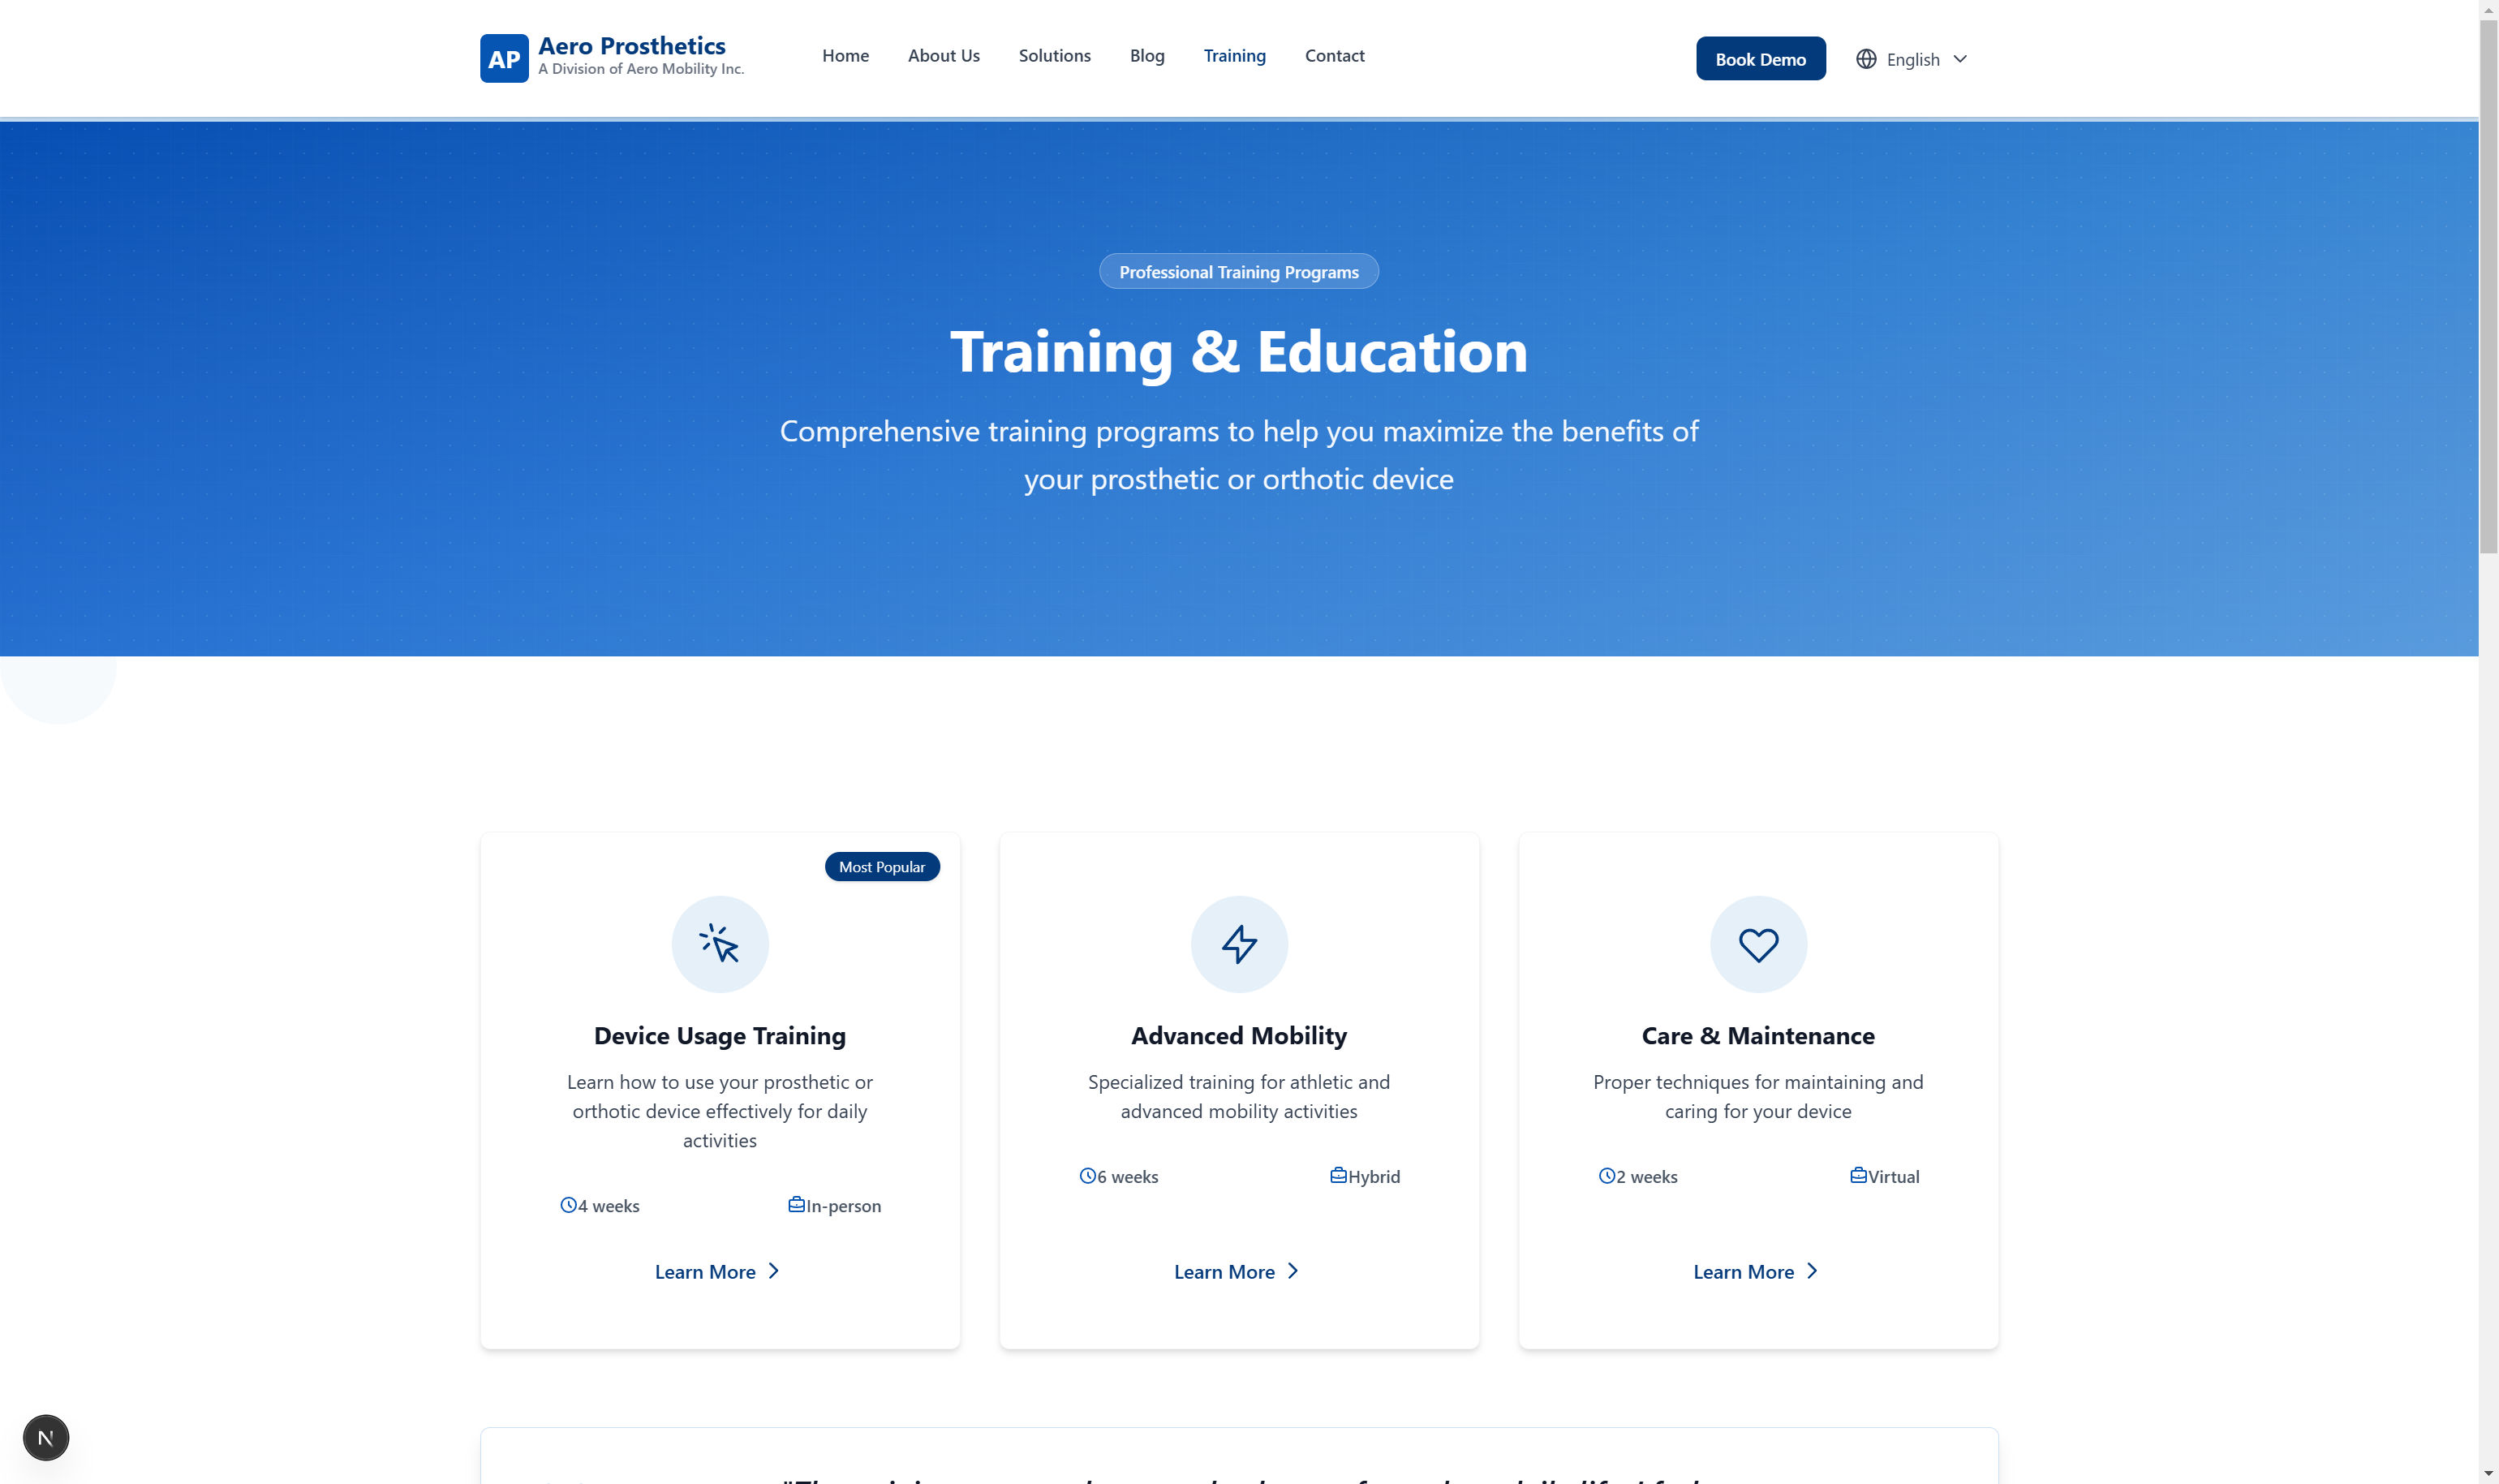 AP
Aero Prosthetics
A Division of Aero Mobility Inc.
Home
About Us
Solutions
Blog
Training
Contact
Book Demo
English
Professional Training Programs
Training & Education
Comprehensive training programs to help you maximize the benefits of
your prosthetic or orthotic device
Most Popular
Device Usage Training
Learn how to use your prosthetic or
orthotic device effectively for daily
activities
4 weeks
In-person
Learn More
Advanced Mobility
Specialized training for athletic and
advanced mobility activities
6 weeks
Hybrid
Learn More
Care & Maintenance
Proper techniques for maintaining and
caring for your device
2 weeks
Virtual
Learn More
N